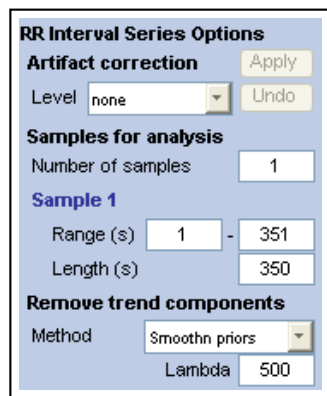 RR Interval Series Options
Artifact correction Apply
Level none Undo
Samples for analysis
Number of samples 1
Sample 1
Range (s) 1 - 351
Length (s) 350
Remove trend components
Method Smoothn priors
Lambda 500